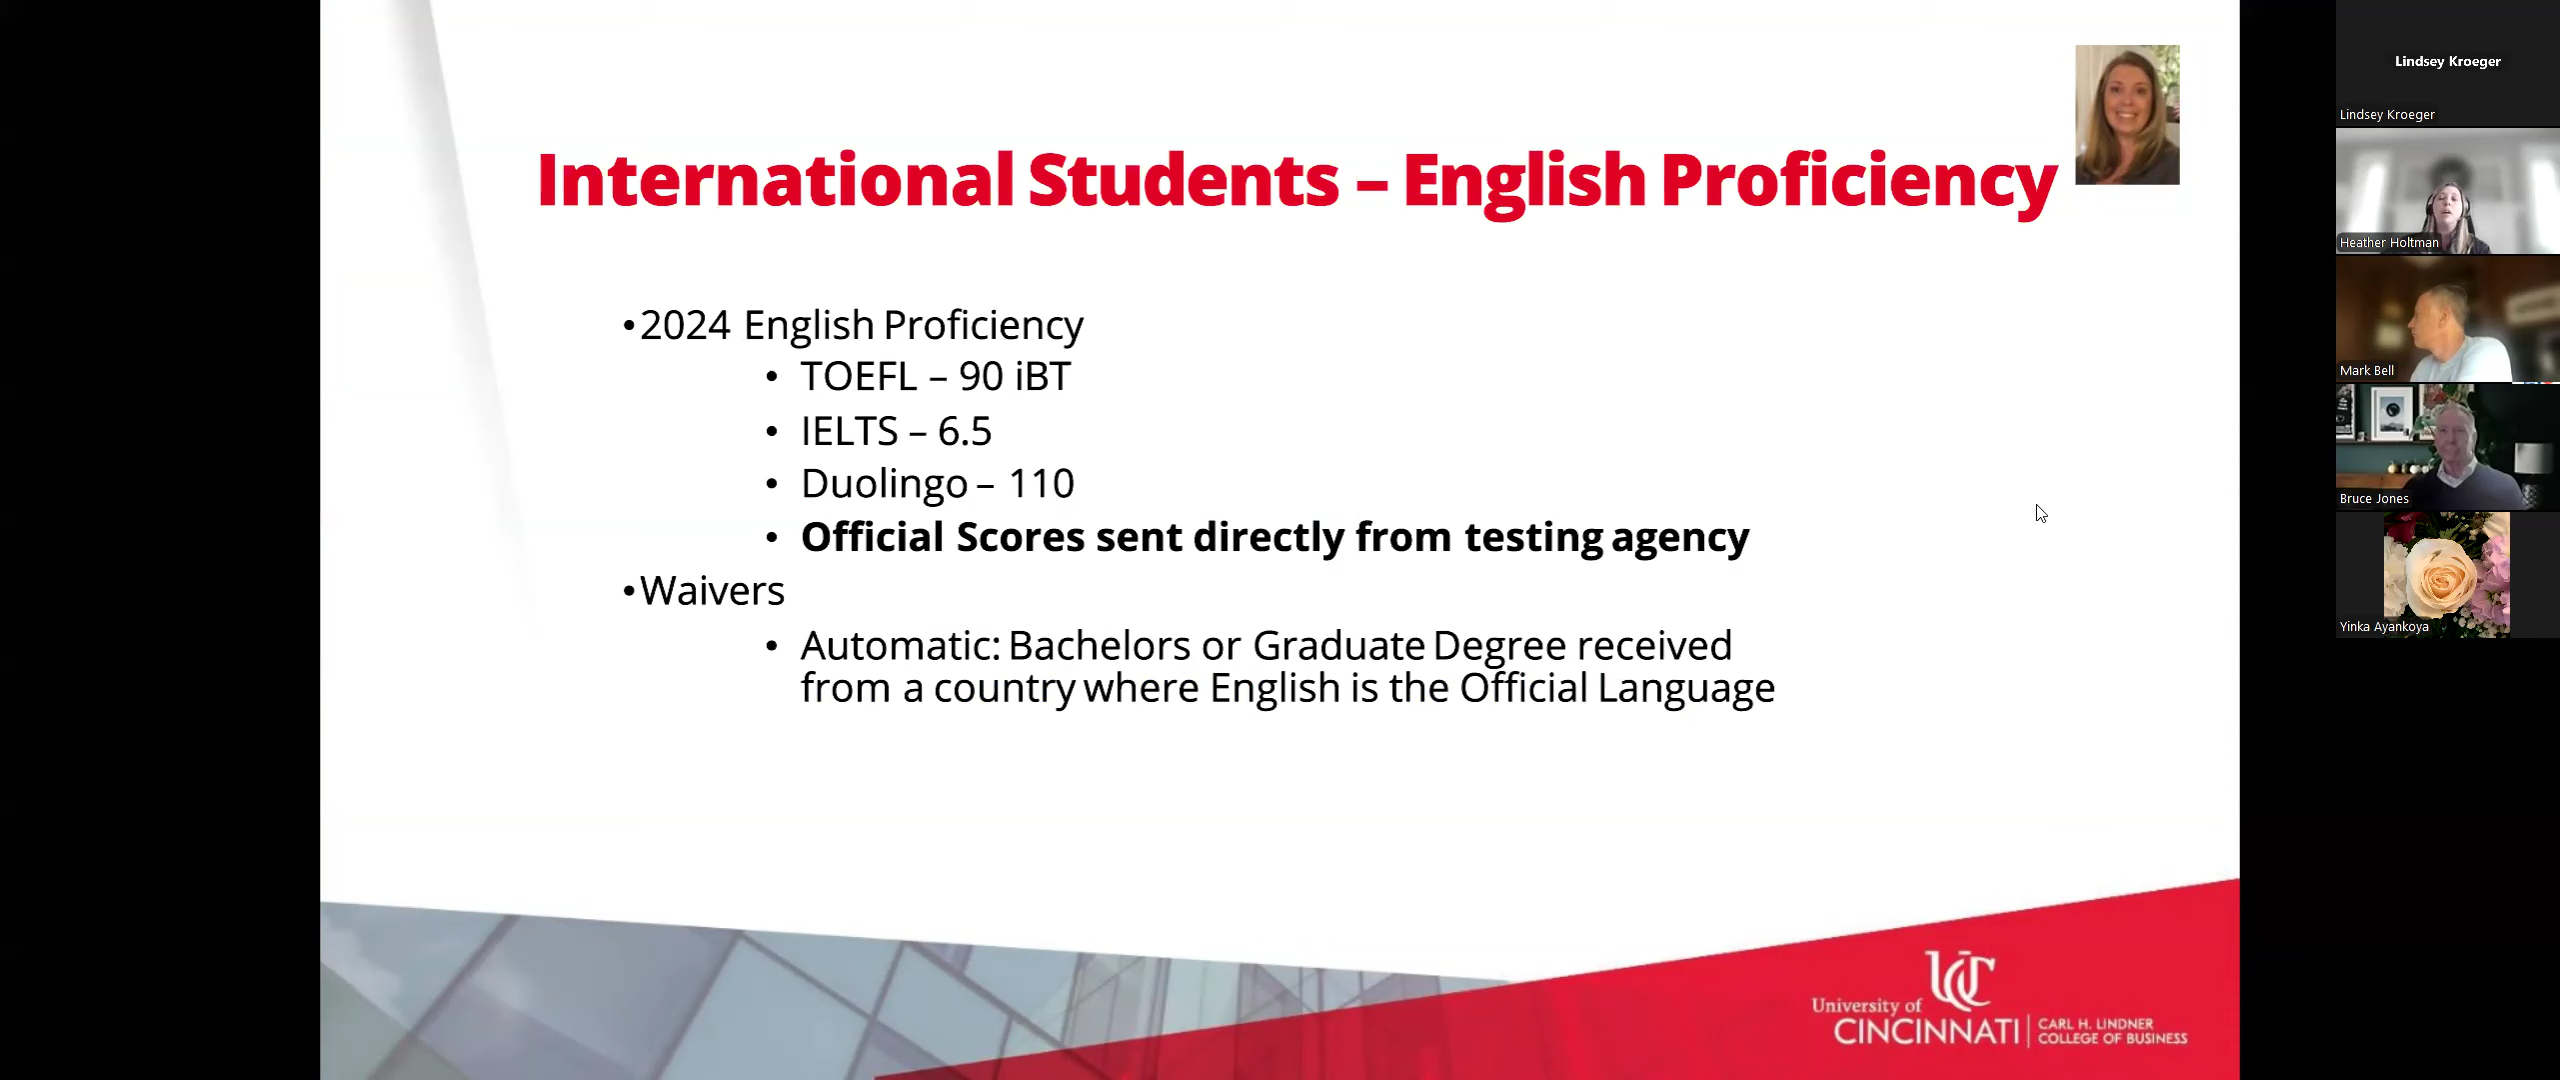 International Students – English Proficiency
•2024 English Proficiency
• TOEFL – 90 iBT
• IELTS – 6.5
• Duolingo – 110
• Official Scores sent directly from testing agency
•Waivers
• Automatic: Bachelors or Graduate Degree received
from a country where English is the Official Language
UC
University of
CINCINNATI
CARL H. LINDNER
COLLEGE OF BUSINESS
Lindsey Kroeger
Lindsey Kroeger
Heather Holtman
Mark Bell
Bruce Jones
Yinka Ayankoya